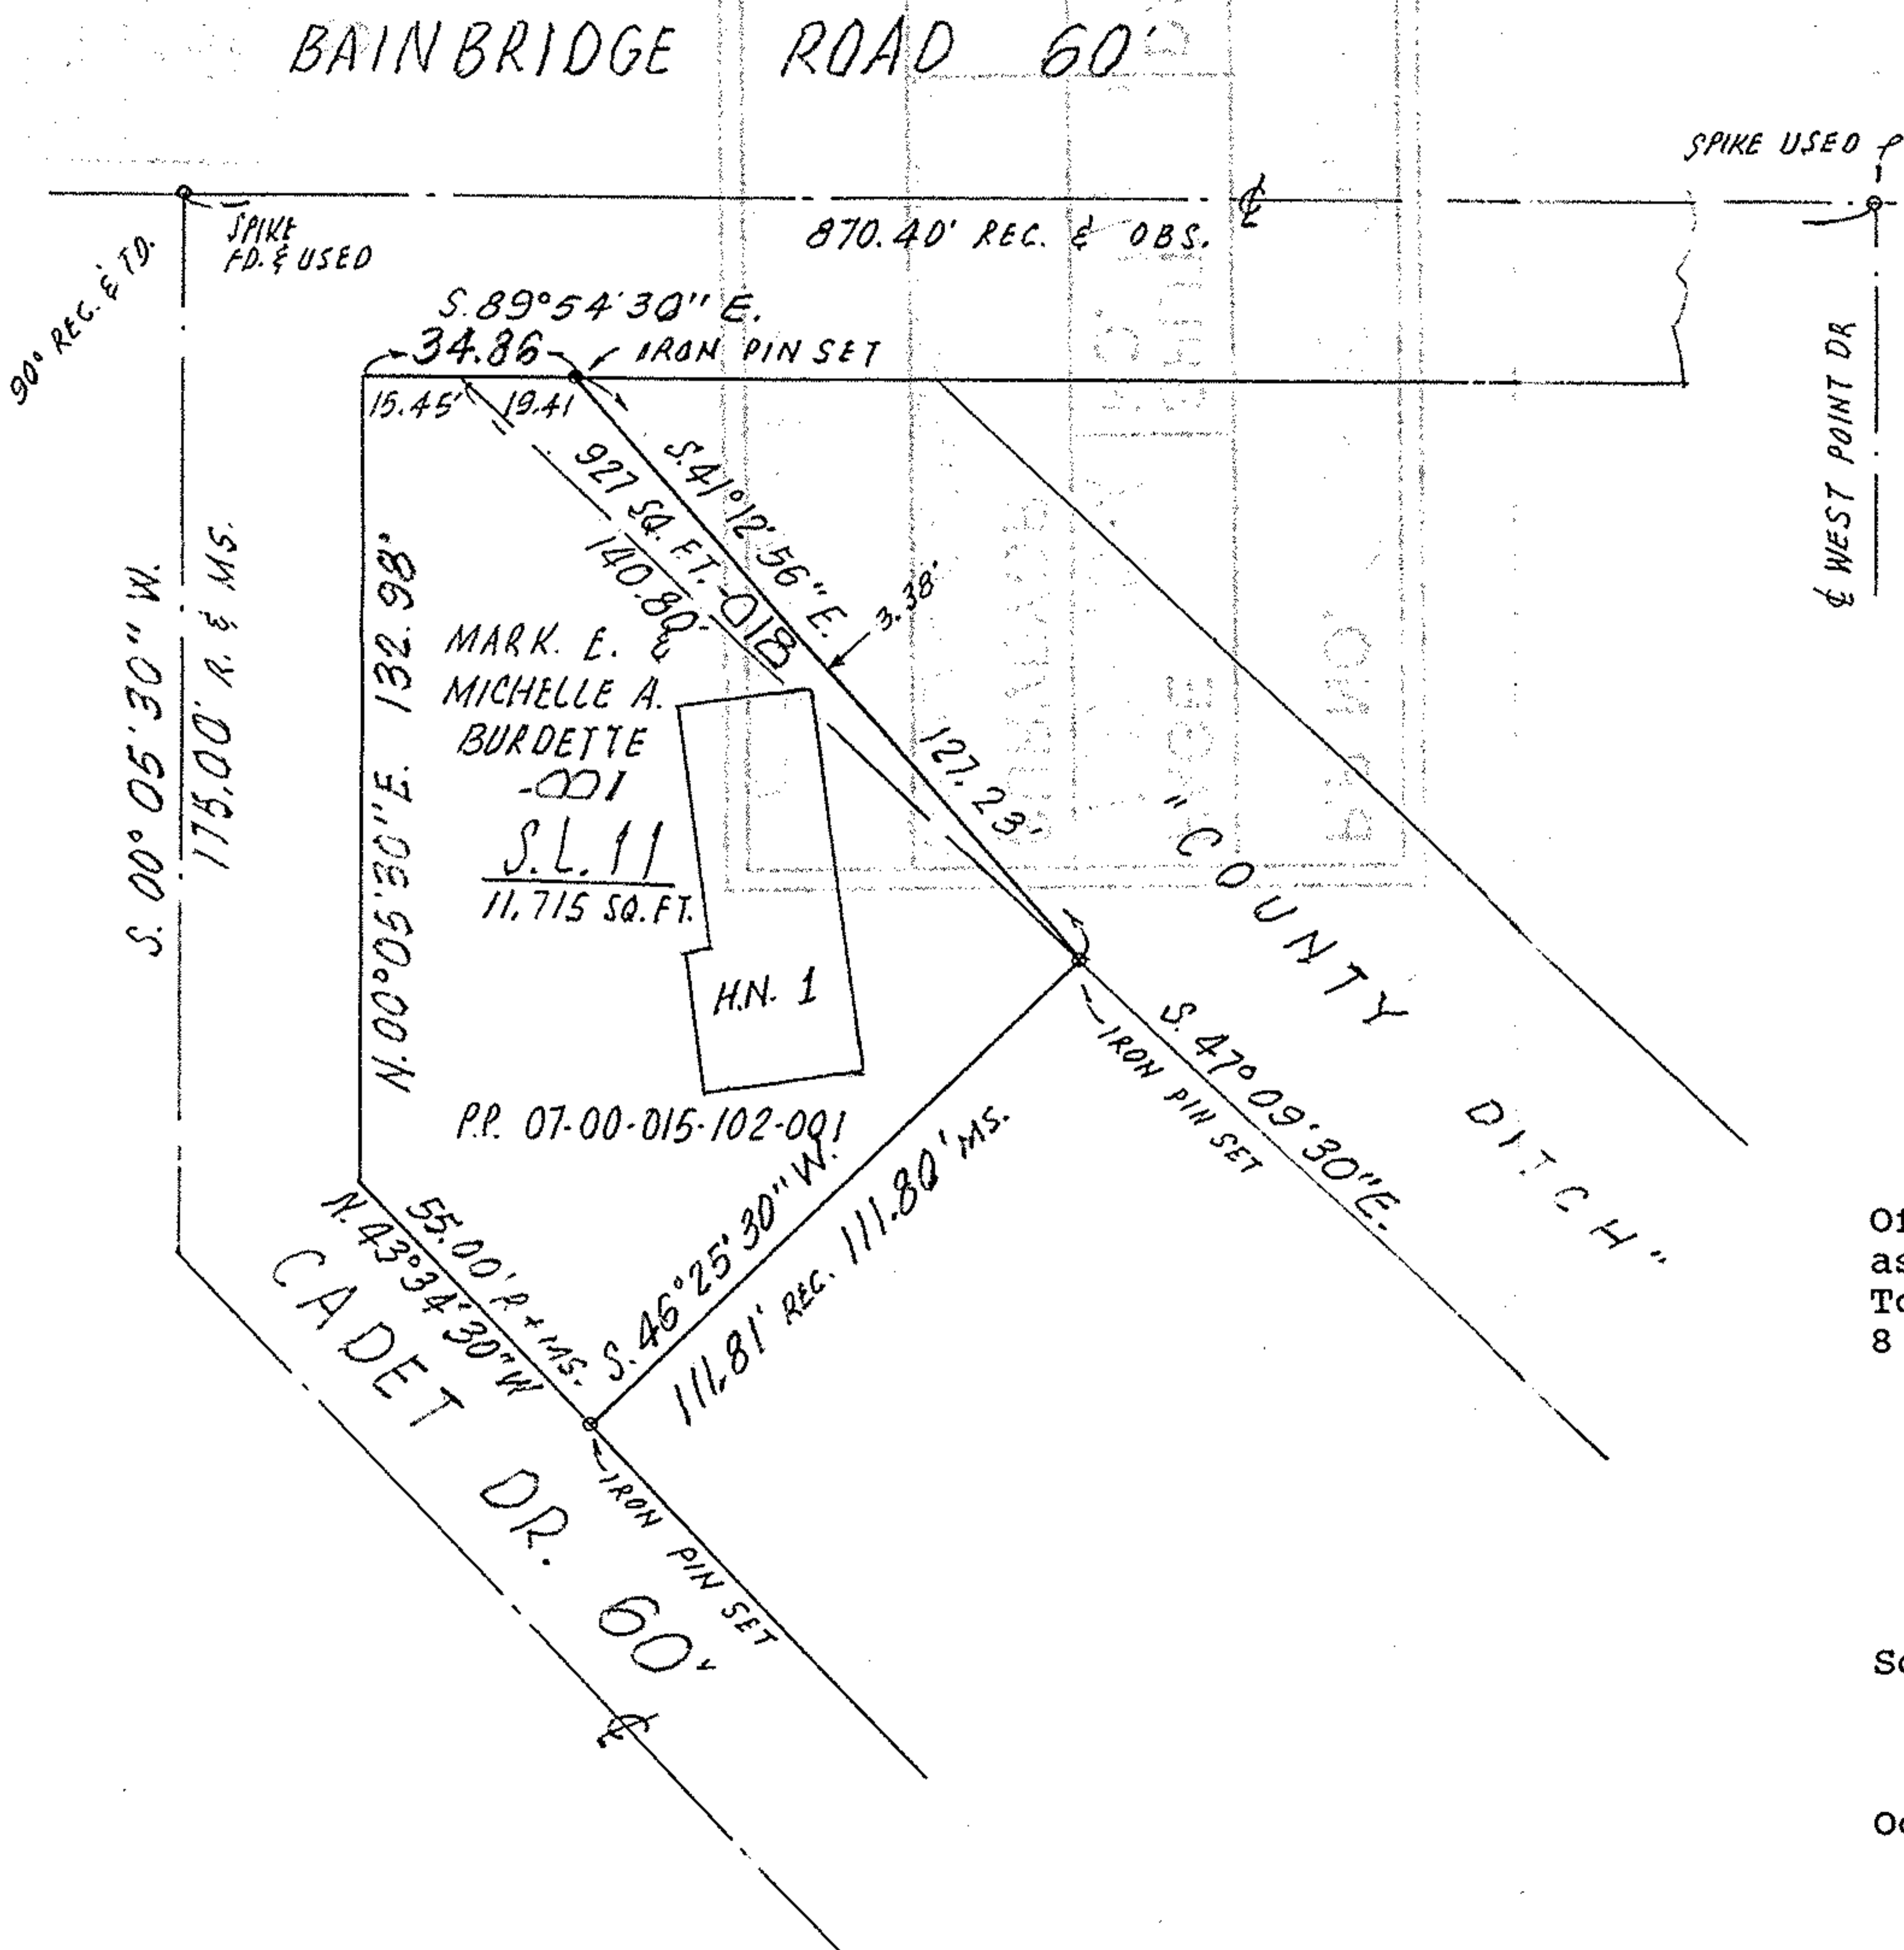 BAINBRIDGE ROAD 60'
SPIKE USED
SPIKE
FD. & USED
870.40' REC. & OBS.
90° REC. & TD.
S. 89°54'30" E.
34.86
IRON PIN SET
15.45'
19.41
S. 41°12'56" E.
127.23'
927 SQ. FT. -018
140.80
3.38'
℄ WEST POINT DR
S. 00° 05' 30" W.
175.00' R. & MS.
N. 00°05'30" E. 132.98'
MARK. E. &
MICHELLE A.
BURDETTE
-001
S.L. 11
11,715 SQ. FT.
H.N. 1
P.P. 07-00-015-102-001
"COUNTY DITCH"
S. 47°09'30" E.
IRON PIN SET
S. 46°25'30" W.
111.81' REC. 111.80' MS.
55.00' R + MS.
N. 43°34'30" W
CADET DR. 60'
℄
IRON PIN SET
8